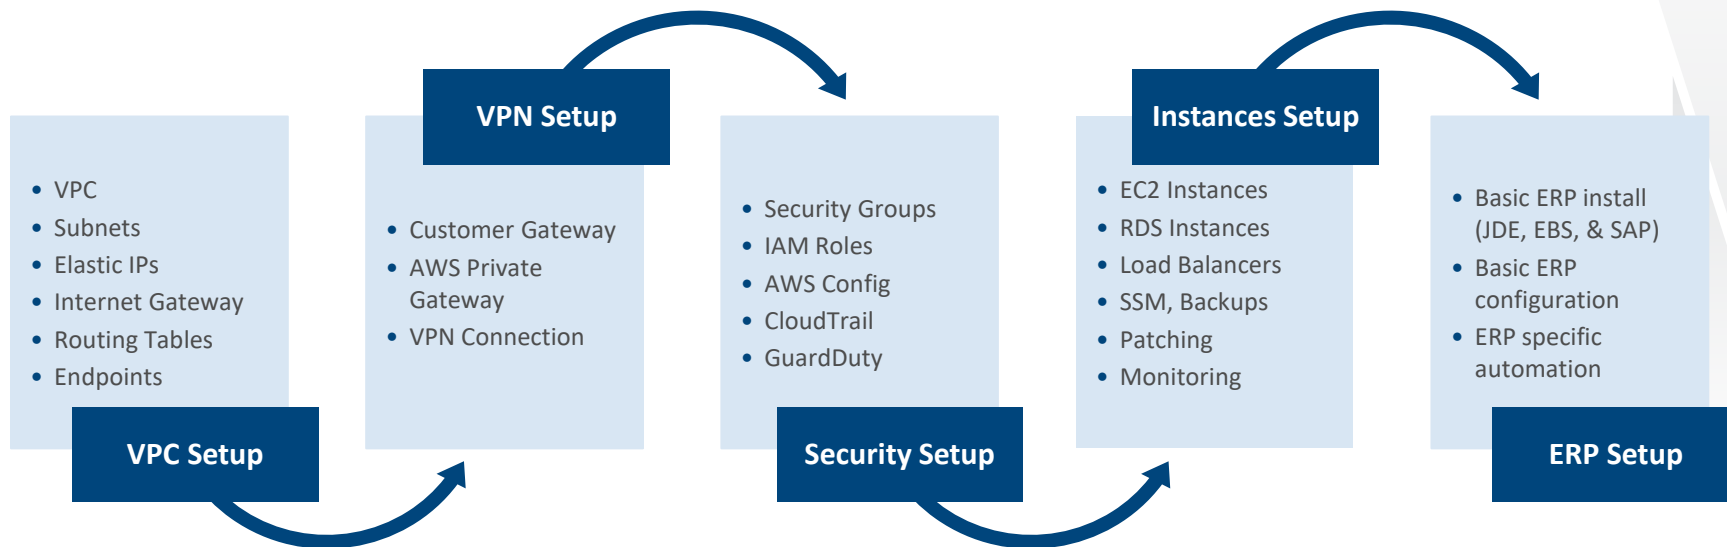 VPC
Subnets
Elastic IPs
Internet Gateway
Routing Tables
Endpoints
VPC Setup
VPN Setup
Customer Gateway
AWS Private
Gateway
VPN Connection
Security Groups
IAM Roles
AWS Config
CloudTrail
GuardDuty
Security Setup
Instances Setup
EC2 Instances
RDS Instances
Load Balancers
SSM, Backups
Patching
Monitoring
Basic ERP install
(JDE, EBS, & SAP)
Basic ERP
configuration
ERP specific
automation
ERP Setup